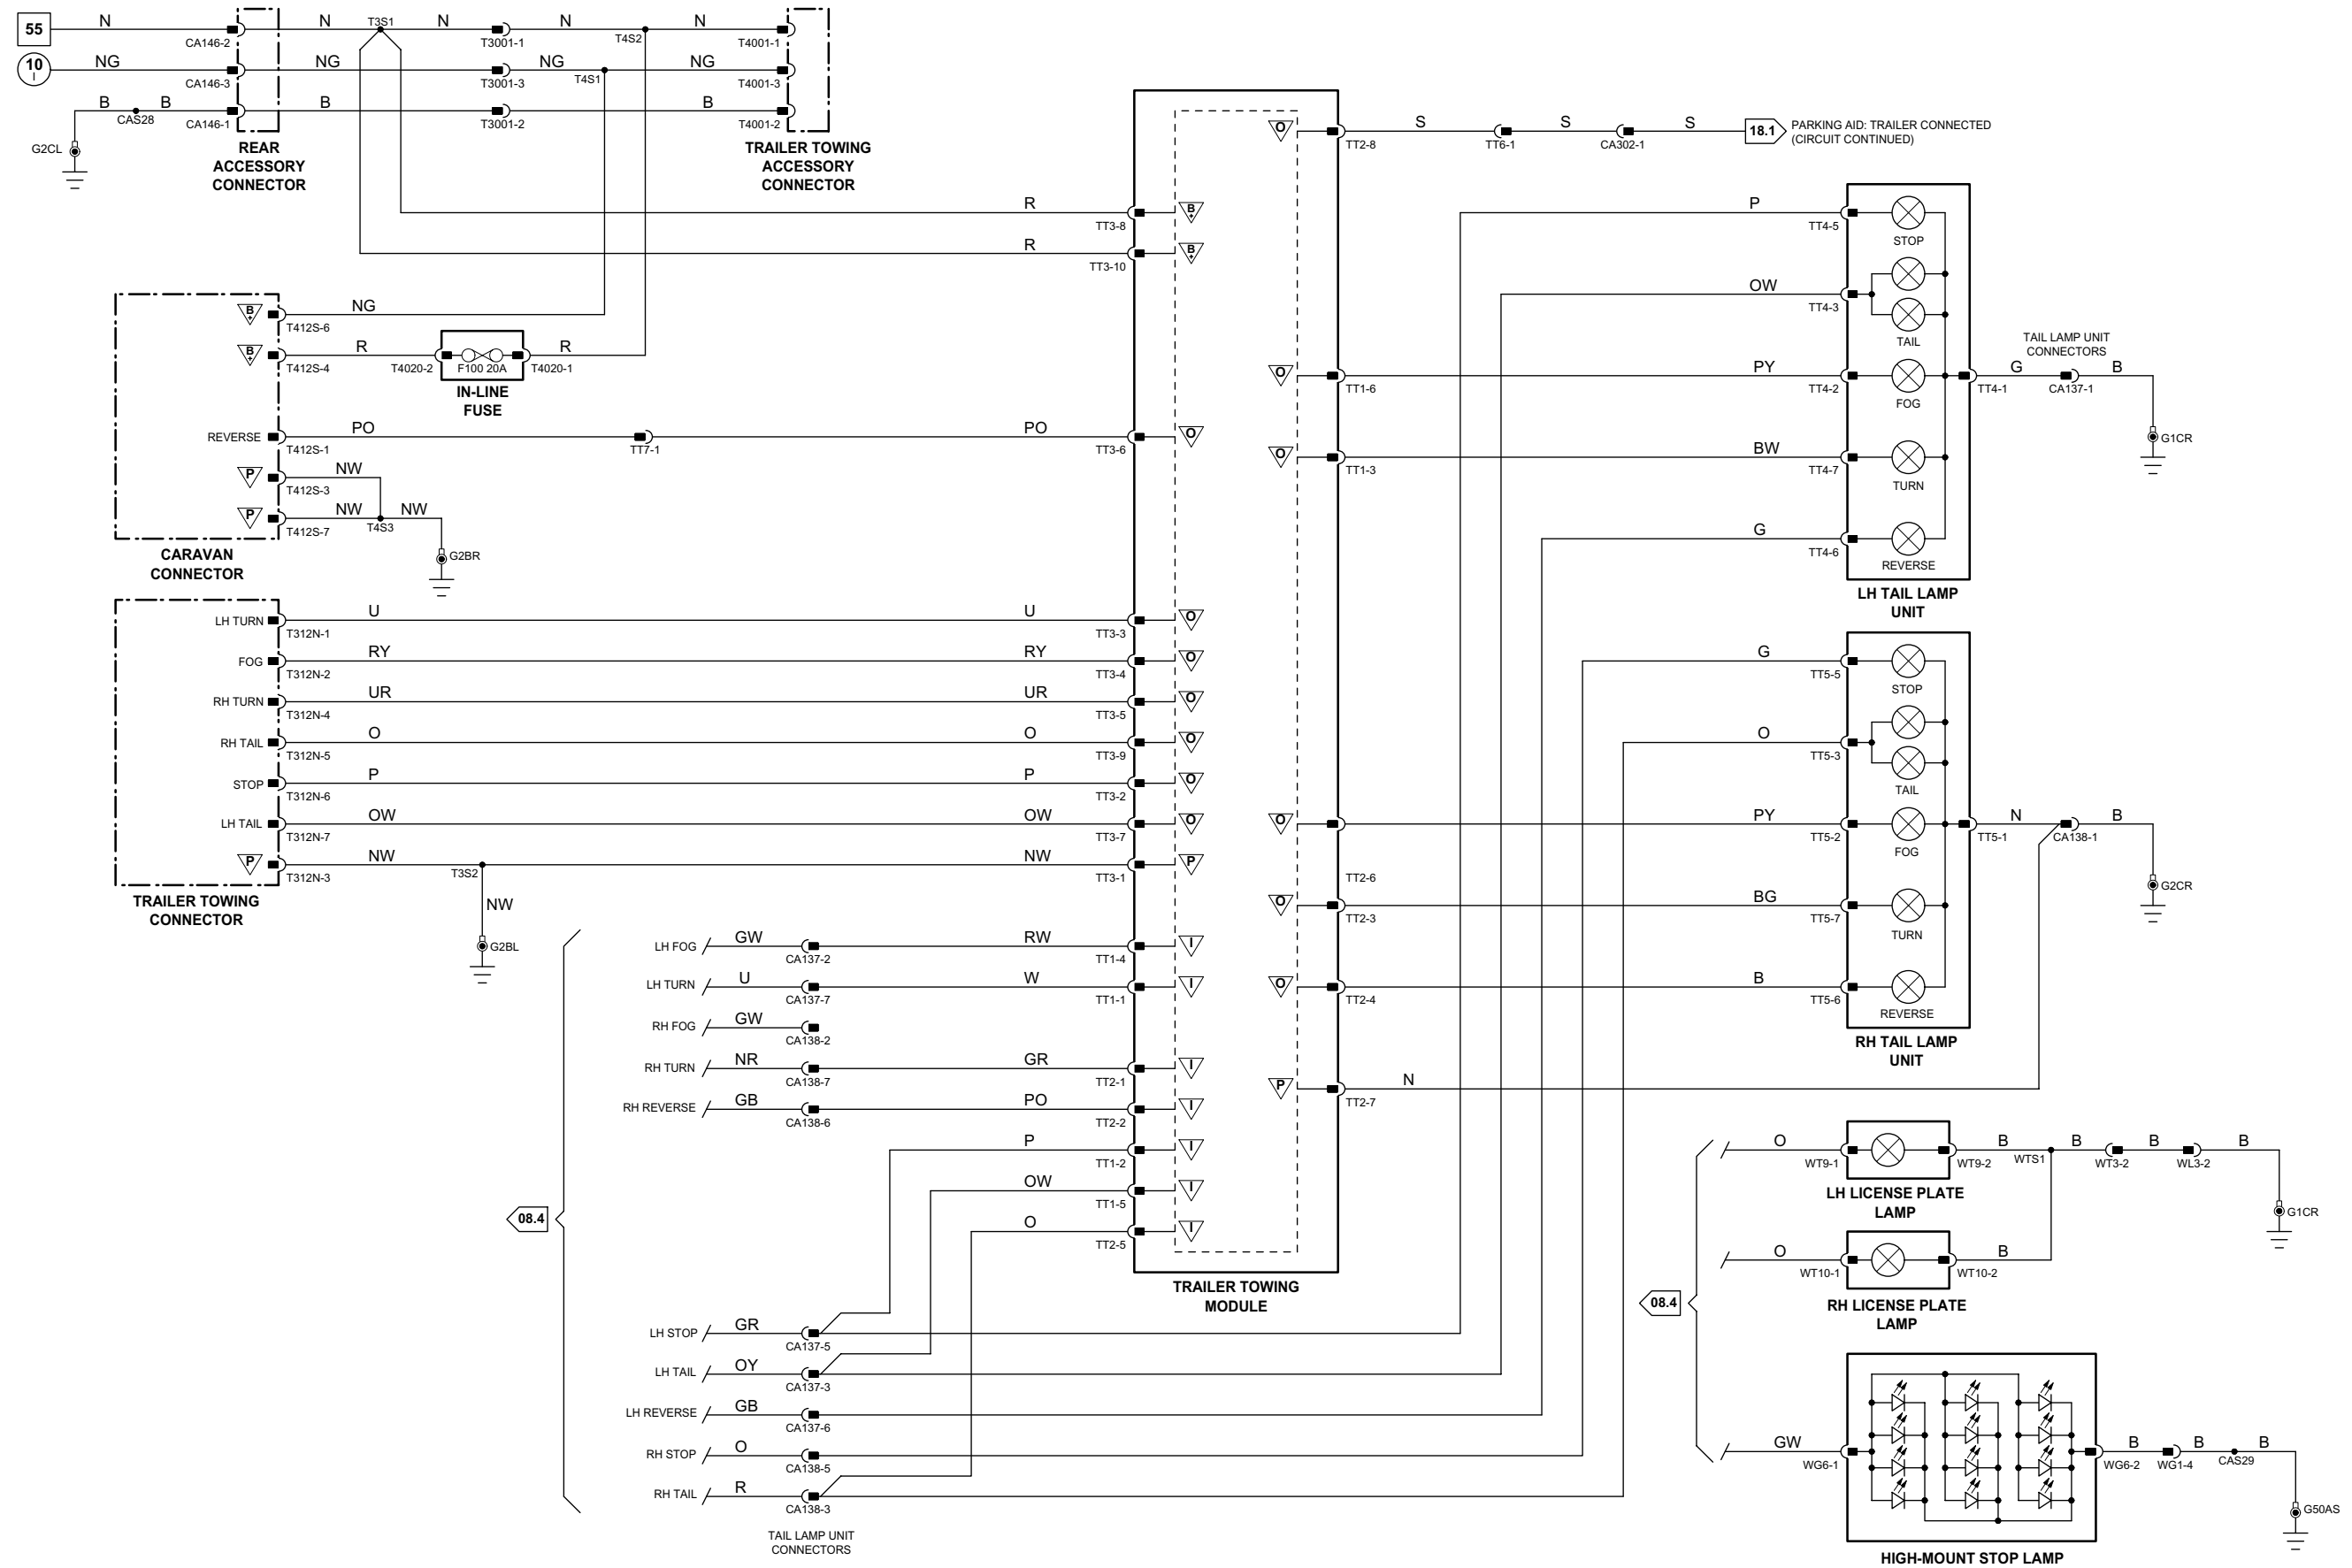 55
N
CA146-2
N
T3S1
N
T3001-1
N
T4S2
N
T4001-1
10
I
NG
CA146-3
NG
T3001-3
NG
T4S1
NG
T4001-3
B
CAS28
B
CA146-1
B
T3001-2
B
T4001-2
G2CL
REAR
ACCESSORY
CONNECTOR
TRAILER TOWING
ACCESSORY
CONNECTOR
R
TT3-8
B+
R
TT3-10
B+
B+
T412S-6
NG
B+
T412S-4
R
T4020-2
F100 20A
T4020-1
R
IN-LINE
FUSE
REVERSE
T412S-1
PO
TT7-1
PO
TT3-6
O
P
T412S-3
NW
P
T412S-7
NW
T4S3
NW
G2BR
CARAVAN
CONNECTOR
LH TURN
T312N-1
U
U
TT3-3
O
FOG
T312N-2
RY
RY
TT3-4
O
RH TURN
T312N-4
UR
UR
TT3-5
O
RH TAIL
T312N-5
O
O
TT3-9
O
STOP
T312N-6
P
P
TT3-2
O
LH TAIL
T312N-7
OW
OW
TT3-7
O
P
T312N-3
NW
T3S2
NW
TT3-1
P
NW
G2BL
TRAILER TOWING
CONNECTOR
08.4
LH FOG
GW
CA137-2
RW
TT1-4
I
LH TURN
U
CA137-7
W
TT1-1
I
RH FOG
GW
CA138-2
RH TURN
NR
CA138-7
GR
TT2-1
I
RH REVERSE
GB
CA138-6
PO
TT2-2
I
P
TT1-2
I
OW
TT1-5
I
O
TT2-5
I
TRAILER TOWING
MODULE
LH STOP
GR
CA137-5
LH TAIL
OY
CA137-3
LH REVERSE
GB
CA137-6
RH STOP
O
CA138-5
RH TAIL
R
CA138-3
TAIL LAMP UNIT
CONNECTORS
O
TT2-8
S
TT6-1
S
CA302-1
S
18.1
PARKING AID: TRAILER CONNECTED
(CIRCUIT CONTINUED)
P
TT4-5
STOP
OW
TT4-3
TAIL
O
TT1-6
PY
TT4-2
FOG
TT4-1
G
TAIL LAMP UNIT
CONNECTORS
CA137-1
B
G1CR
O
TT1-3
BW
TT4-7
TURN
G
TT4-6
REVERSE
LH TAIL LAMP
UNIT
G
TT5-5
STOP
O
TT5-3
TAIL
O
TT2-6
PY
TT5-2
FOG
TT5-1
N
CA138-1
B
G2CR
O
TT2-3
BG
TT5-7
TURN
O
TT2-4
B
TT5-6
REVERSE
RH TAIL LAMP
UNIT
P
TT2-7
N
08.4
O
WT9-1
WT9-2
B
WTS1
B
WT3-2
B
WL3-2
B
G1CR
LH LICENSE PLATE
LAMP
O
WT10-1
WT10-2
B
RH LICENSE PLATE
LAMP
GW
WG6-1
WG6-2
B
WG1-4
B
CAS29
B
G50AS
HIGH-MOUNT STOP LAMP